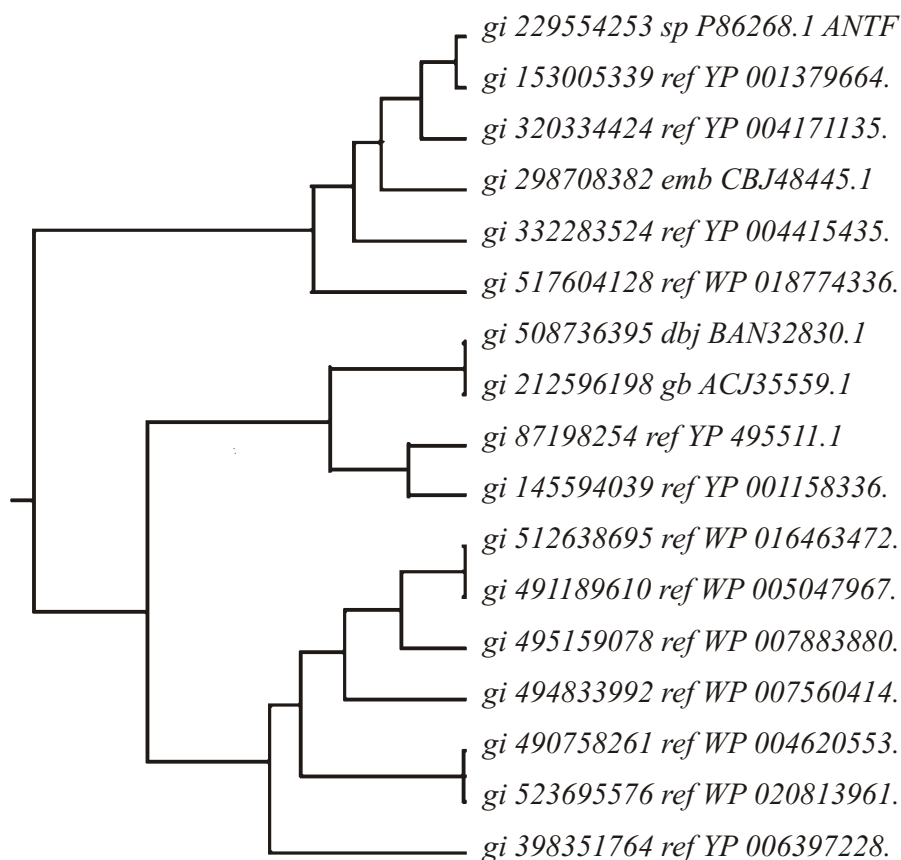 gi 229554253 sp P86268.1 ANTF
gi 153005339 ref YP 001379664.
gi 320334424 ref YP 004171135.
gi 298708382 emb CBJ48445.1
gi 332283524 ref YP 004415435.
gi 517604128 ref WP 018774336.
gi 508736395 dbj BAN32830.1
gi 212596198 gb ACJ35559.1
gi 87198254 ref YP 495511.1
gi 145594039 ref YP 001158336.
gi 512638695 ref WP 016463472.
gi 491189610 ref WP 005047967.
gi 495159078 ref WP 007883880.
gi 494833992 ref WP 007560414.
gi 490758261 ref WP 004620553.
gi 523695576 ref WP 020813961.
gi 398351764 ref YP 006397228.